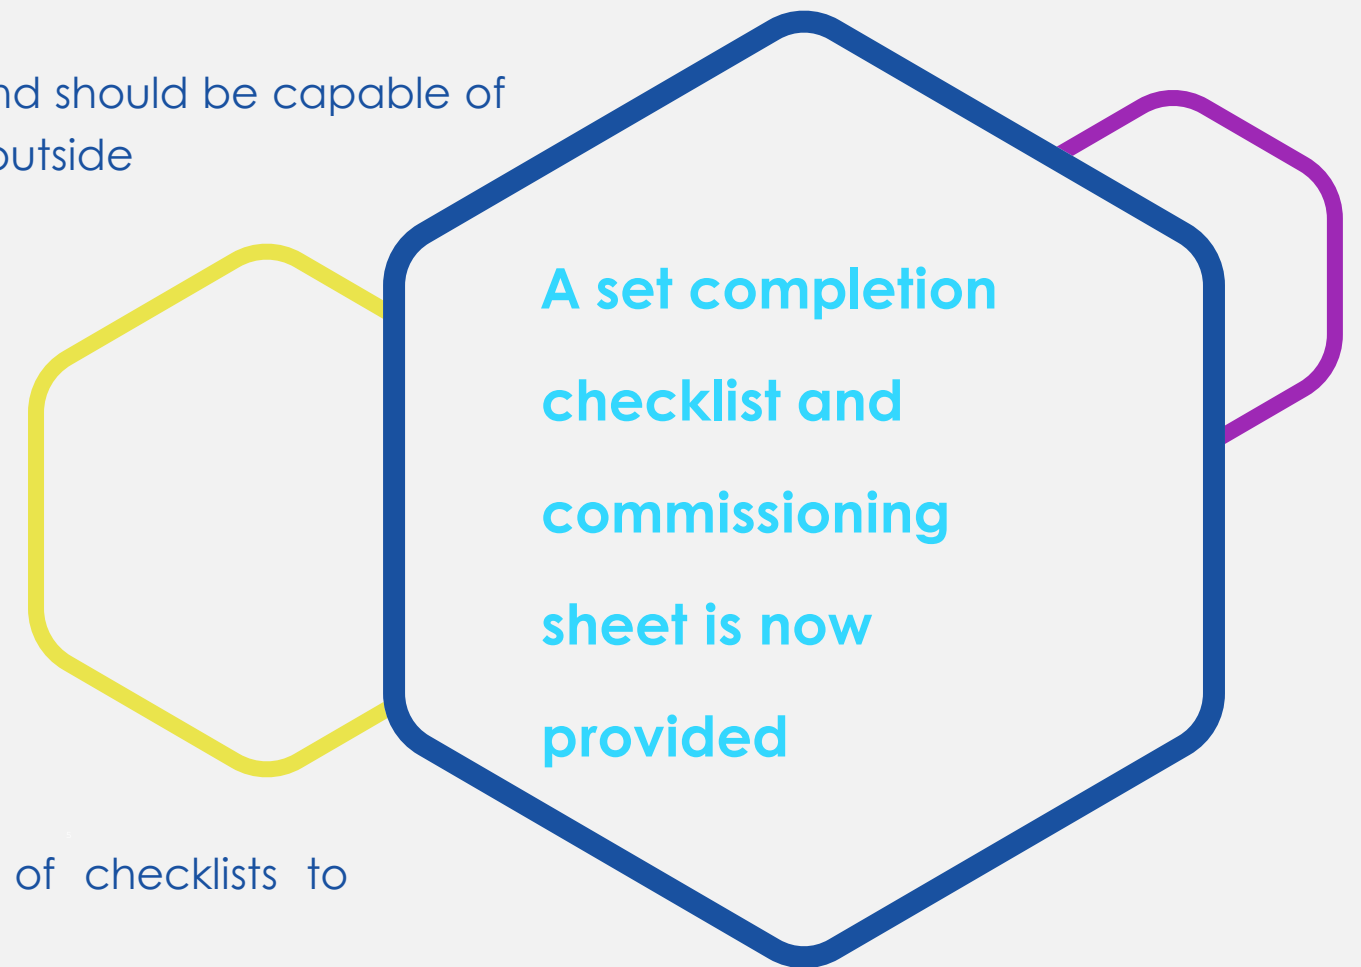 nd should be capable of
outside
A set completion
checklist and
commissioning
sheet is now
provided
of checklists to